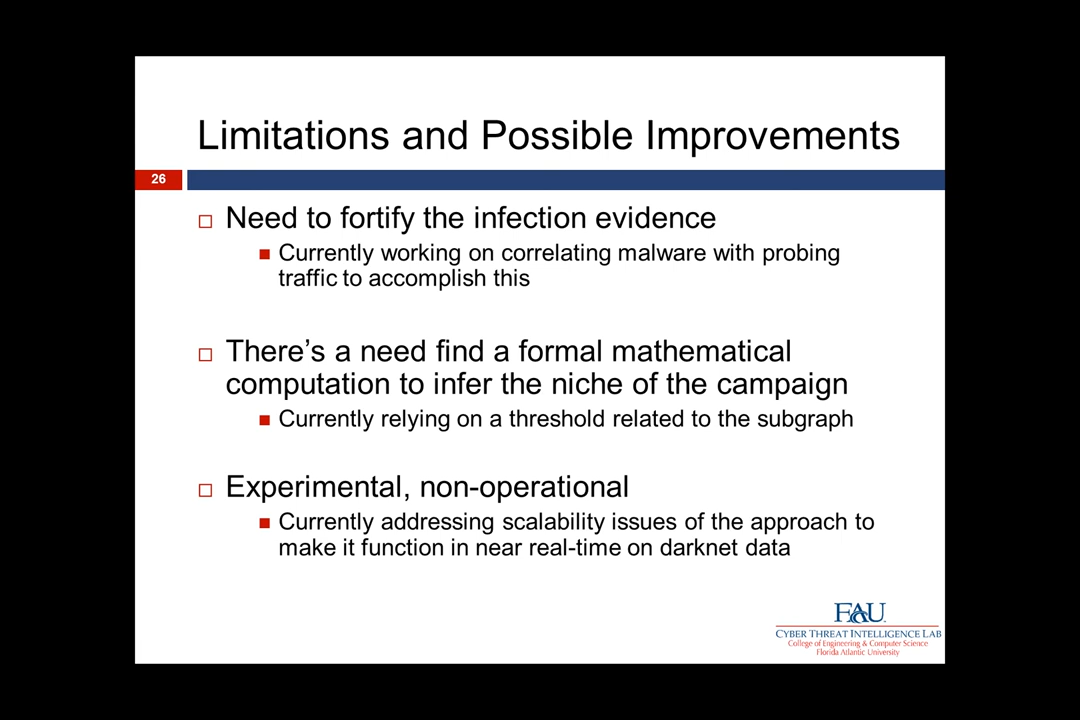 Limitations and Possible Improvements
26
Need to fortify the infection evidence
Currently working on correlating malware with probing
traffic to accomplish this
There’s a need find a formal mathematical
computation to infer the niche of the campaign
Currently relying on a threshold related to the subgraph
Experimental, non-operational
Currently addressing scalability issues of the approach to
make it function in near real-time on darknet data
FAU
CYBER THREAT INTELLIGENCE LAB
College of Engineering & Computer Science
Florida Atlantic University